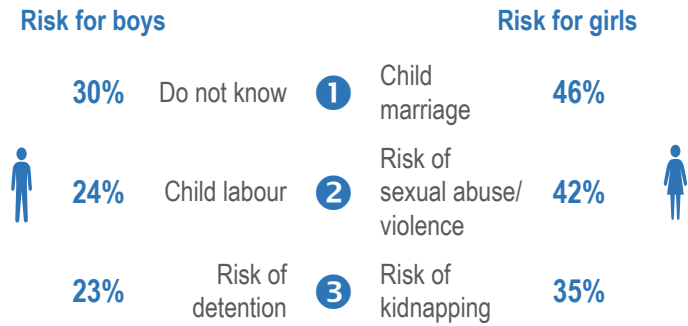 Risk for boys Risk for girls
30% Do not know 1 Child marriage 46%
24% Child labour 2 Risk of sexual abuse/ violence 42%
23% Risk of detention 3 Risk of kidnapping 35%